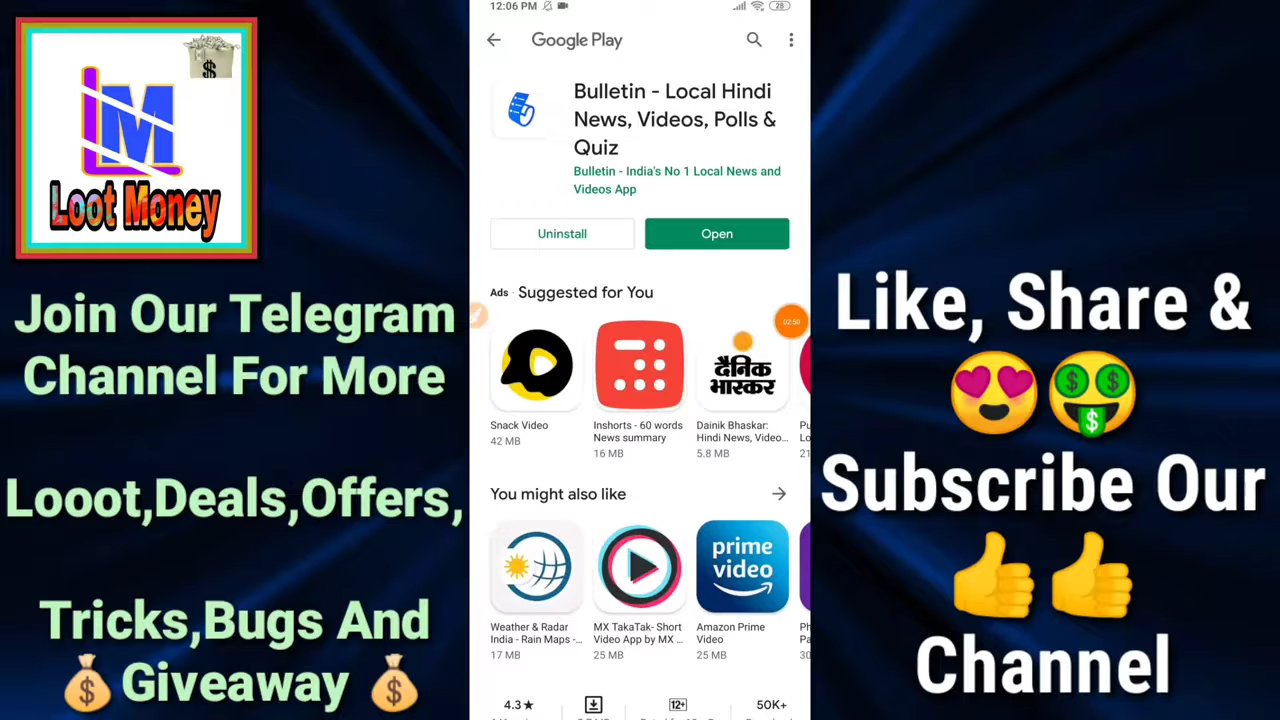 LM
Loot Money
Join Our Telegram
Channel For More
Looot,Deals,Offers,
Tricks,Bugs And
Giveaway
12:06 PM
28
Google Play
Bulletin - Local Hindi
News, Videos, Polls &
Quiz
Bulletin - India's No 1 Local News and
Videos App
Uninstall
Open
Ads · Suggested for You
02:50
दैनिक
भास्कर
Snack Video
42 MB
Inshorts - 60 words
News summary
16 MB
Dainik Bhaskar:
Hindi News, Video...
5.8 MB
You might also like
prime
video
Weather & Radar
India - Rain Maps -...
17 MB
MX TakaTak- Short
Video App by MX ...
25 MB
Amazon Prime
Video
25 MB
4.3★
12+
50K+
Like, Share &
Subscribe Our
Channel